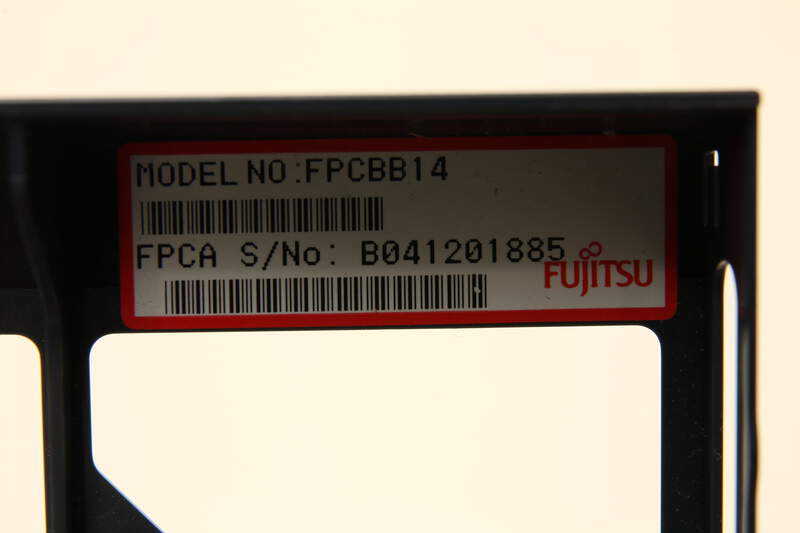 MODEL NO:FPCBB14
FPCA S/No: B041201885
FUJITSU